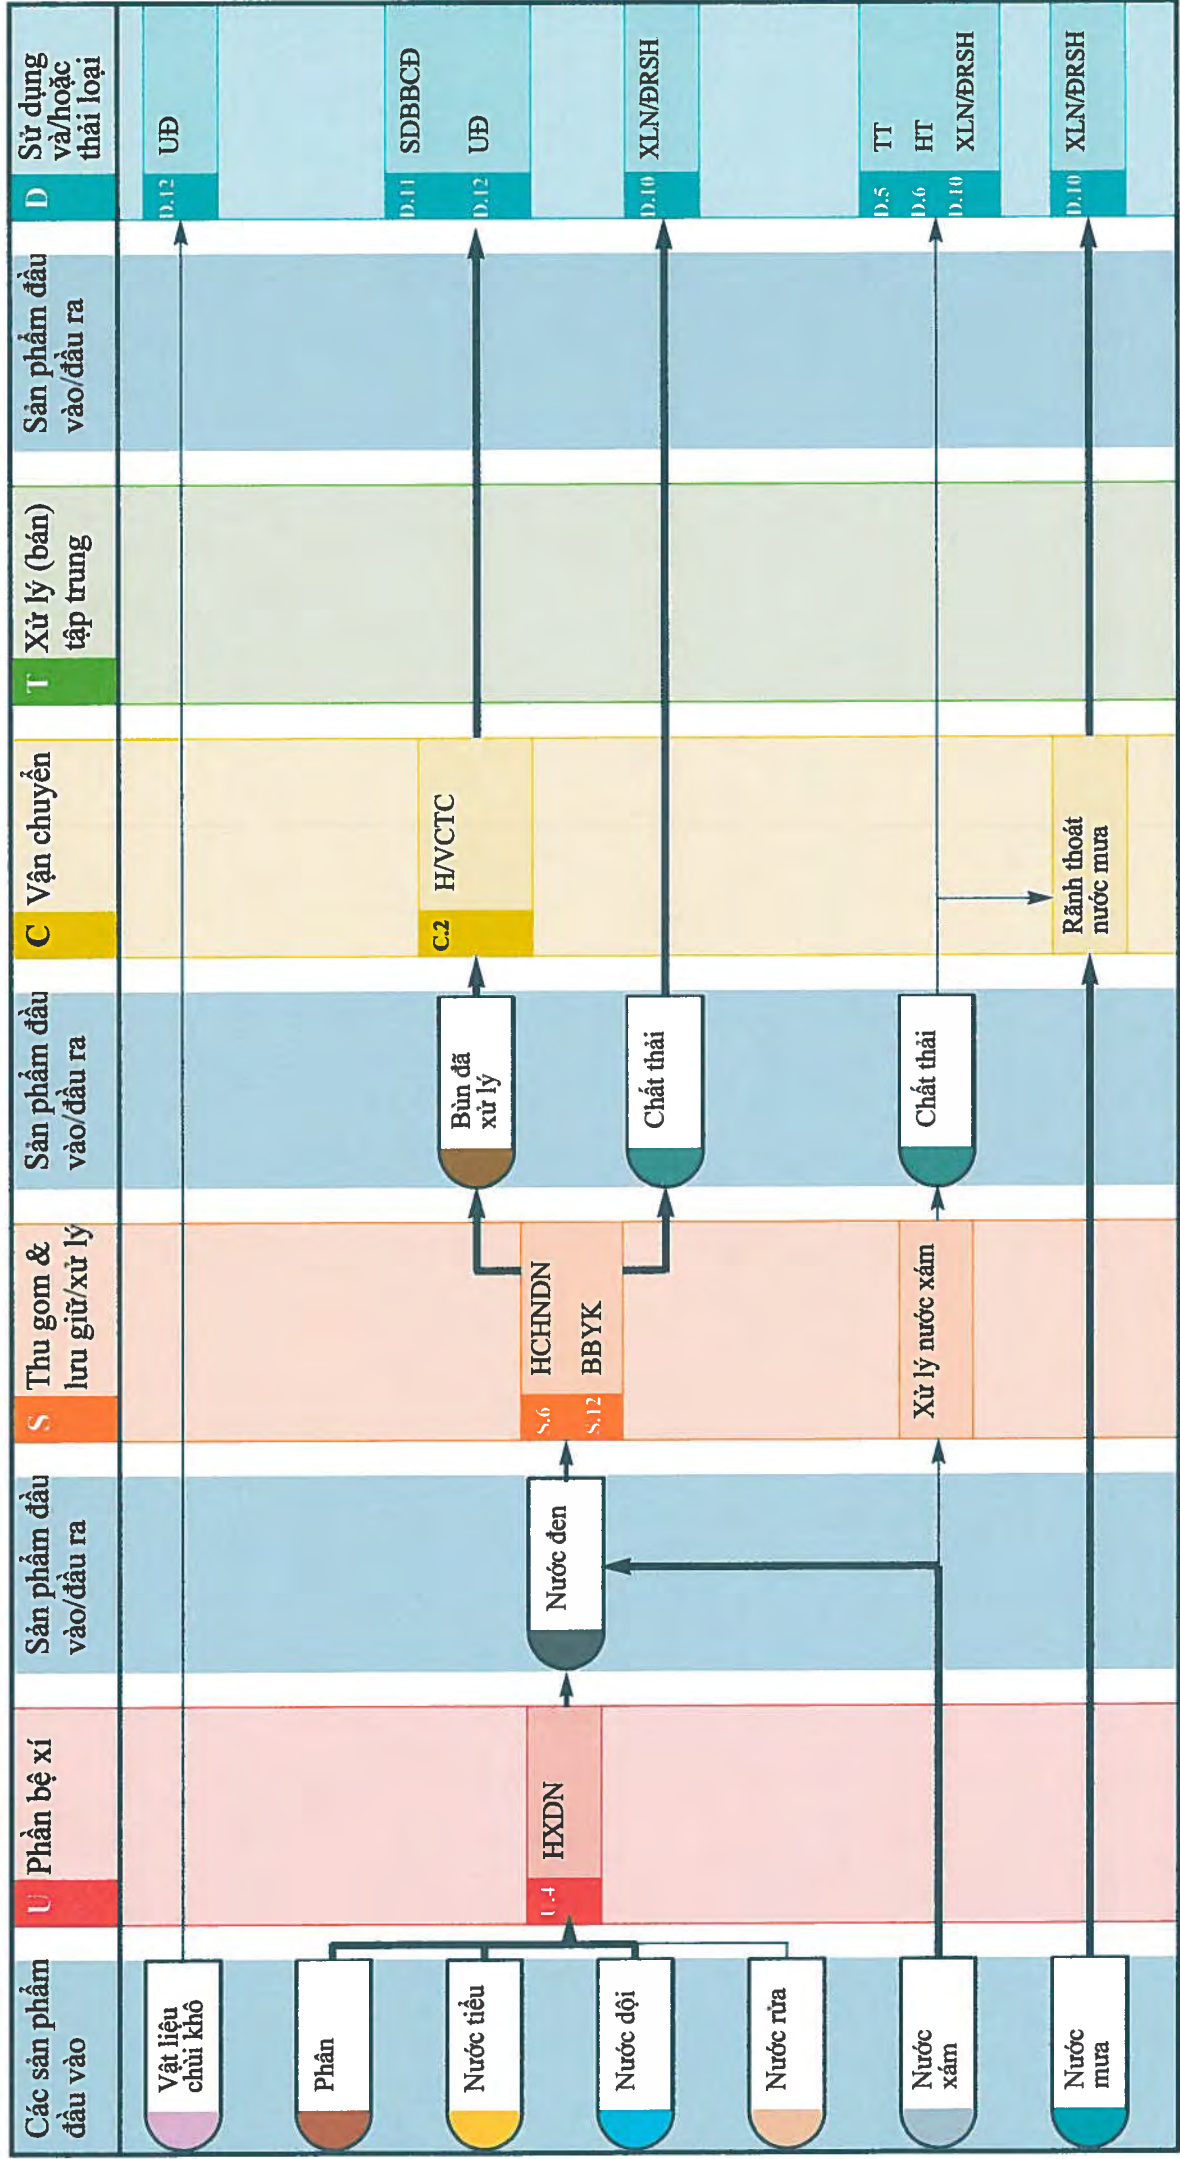 Các sản phẩm
đầu vào
U Phần bệ xí
Sản phẩm đầu
vào/đầu ra
S Thu gom &
lưu giữ/xử lý
Sản phẩm đầu
vào/đầu ra
C Vận chuyển
T Xử lý (bán)
tập trung
Sản phẩm đầu
vào/đầu ra
D Sử dụng
và/hoặc
thải loại
Vật liệu
chùi khô
D.12 UĐ
Phân
Nước tiểu
Nước dội
Nước rửa
U.4 HXDN
Nước đen
S.6 HCHNDN
S.12 BBYK
Bùn đã
xử lý
C.2 H/VCTC
D.11 SDBBCĐ
D.12 UĐ
Chất thải
D.10 XLN/ĐRSH
Nước
xám
Xử lý nước xám
Chất thải
D.5 TT
D.6 HT
D.10 XLN/ĐRSH
Nước
mưa
Rãnh thoát
nước mưa
D.10 XLN/ĐRSH